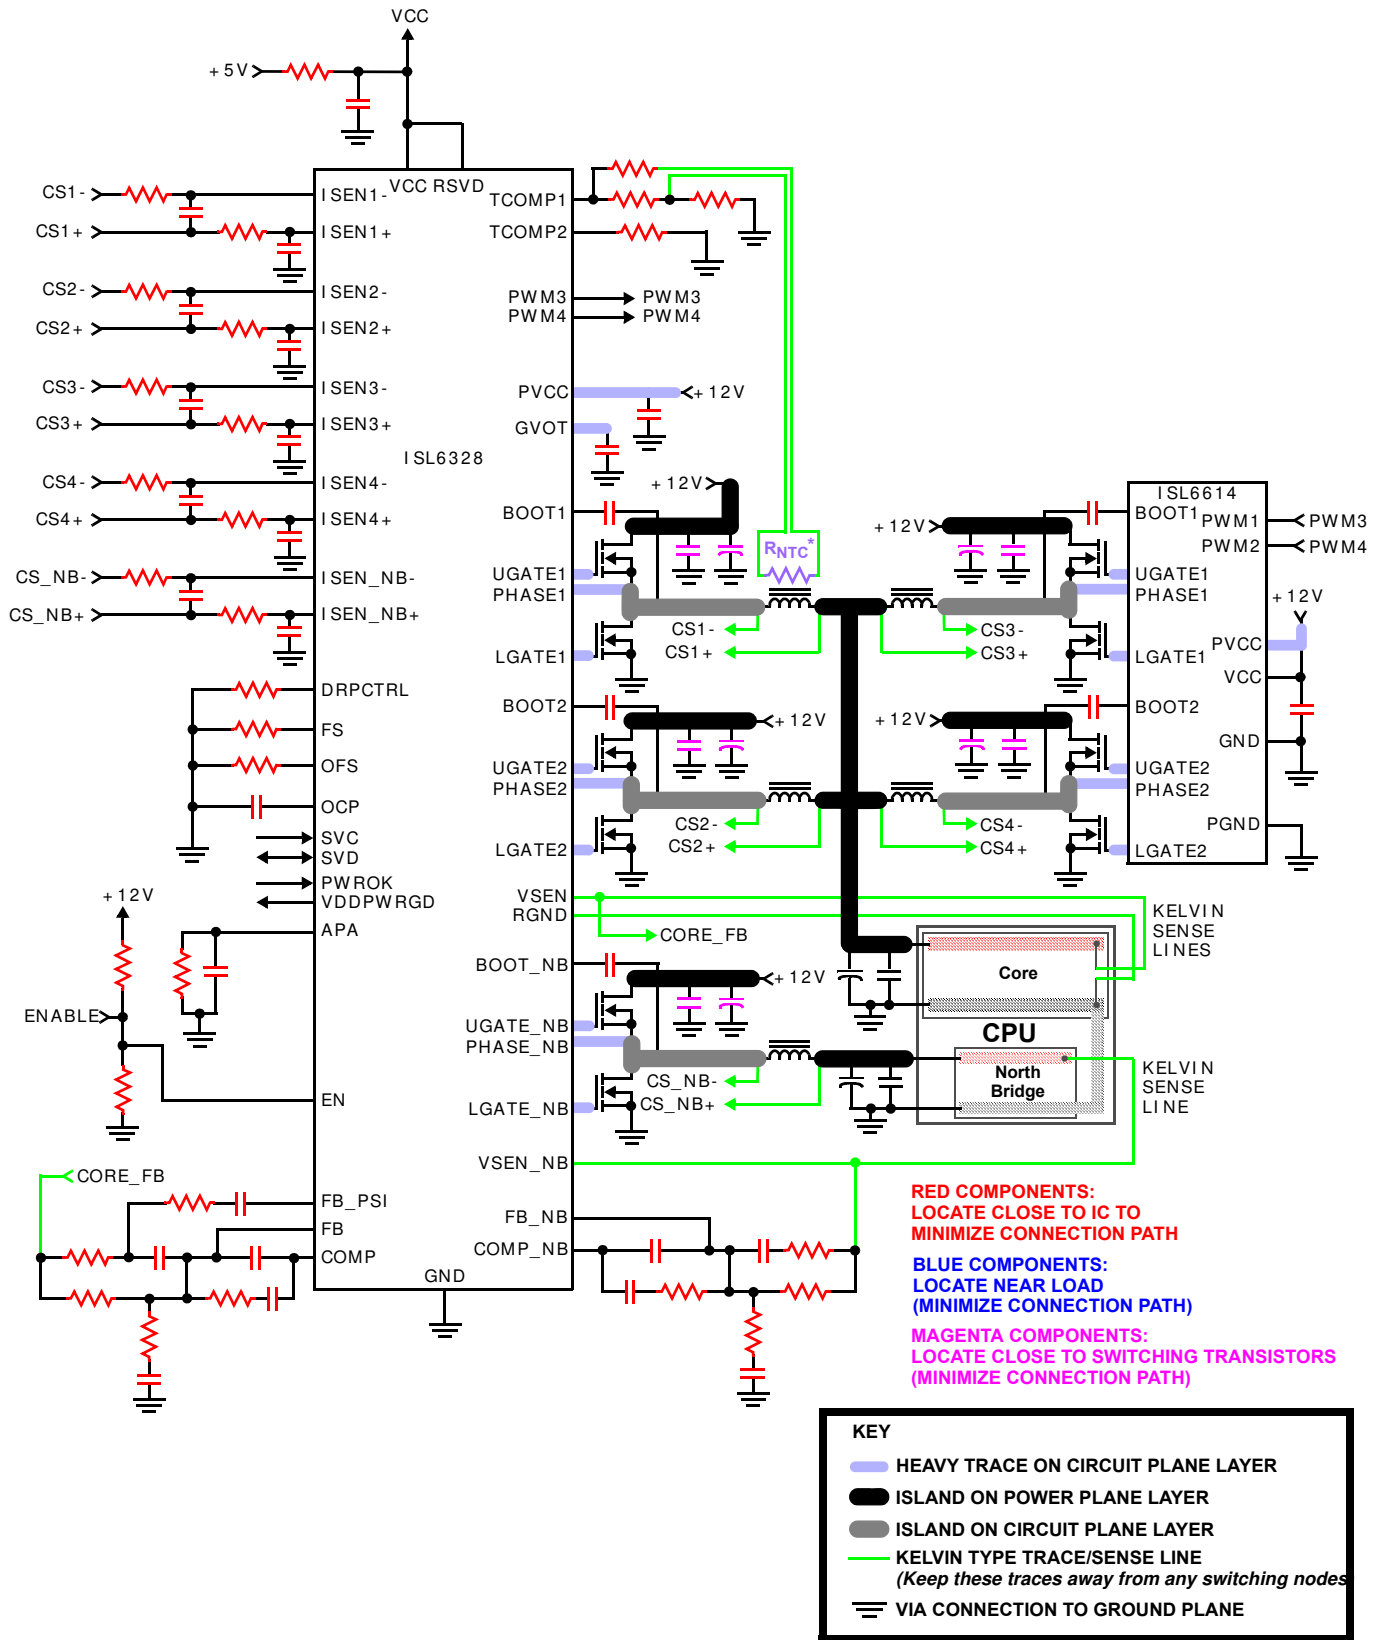 VCC
+5V
VCC RSVD
CS1-
ISEN1-
TCOMP1
CS1+
ISEN1+
TCOMP2
CS2-
ISEN2-
PWM3
PWM3
PWM4
PWM4
CS2+
ISEN2+
CS3-
ISEN3-
PVCC
+12V
CS3+
ISEN3+
GVOT
ISL6328
CS4-
ISEN4-
+12V
CS4+
ISEN4+
BOOT1
RNTC*
CS_NB-
ISEN_NB-
UGATE1
PHASE1
CS_NB+
ISEN_NB+
CS1-
CS1+
LGATE1
ISL6614
BOOT1
PWM1
PWM3
PWM2
PWM4
+12V
UGATE1
PHASE1
+12V
CS3-
CS3+
PVCC
LGATE1
VCC
DRPCTRL
BOOT2
BOOT2
FS
+12V
+12V
GND
OFS
UGATE2
PHASE2
UGATE2
PHASE2
OCP
CS2-
CS2+
CS4-
CS4+
PGND
SVC
LGATE2
LGATE2
SVD
PWROK
+12V
VDDPWRGD
VSEN
RGND
KELVIN
SENSE
LINES
APA
CORE_FB
BOOT_NB
+12V
Core
ENABLE
UGATE_NB
PHASE_NB
CPU
North
Bridge
KELVIN
SENSE
LINE
CS_NB-
CS_NB+
EN
LGATE_NB
VSEN_NB
CORE_FB
FB_PSI
FB
COMP
FB_NB
COMP_NB
GND
RED COMPONENTS:
LOCATE CLOSE TO IC TO
MINIMIZE CONNECTION PATH
BLUE COMPONENTS:
LOCATE NEAR LOAD
(MINIMIZE CONNECTION PATH)
MAGENTA COMPONENTS:
LOCATE CLOSE TO SWITCHING TRANSISTORS
(MINIMIZE CONNECTION PATH)
KEY
HEAVY TRACE ON CIRCUIT PLANE LAYER
ISLAND ON POWER PLANE LAYER
ISLAND ON CIRCUIT PLANE LAYER
KELVIN TYPE TRACE/SENSE LINE
(Keep these traces away from any switching nodes
VIA CONNECTION TO GROUND PLANE